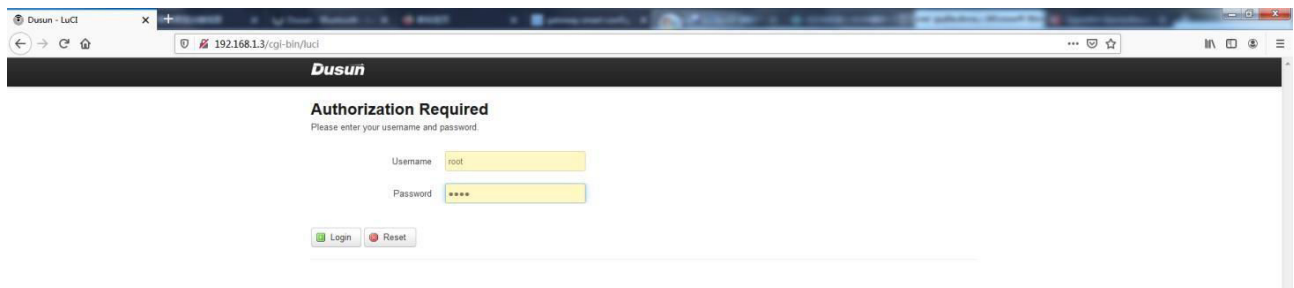 Dusun - LuCI
192.168.1.3/cgi-bin/luci
Dusun
Authorization Required
Please enter your username and password.
Username root
Password ••••
Login Reset